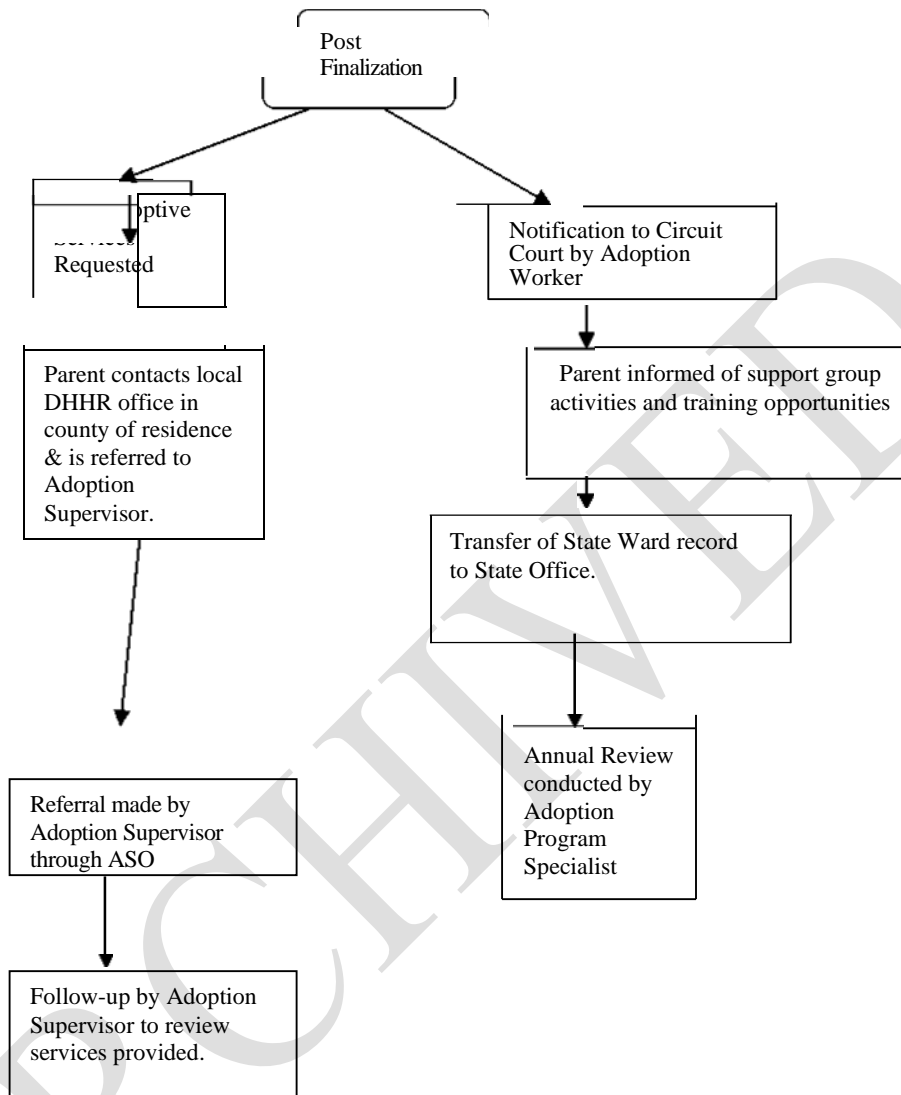 Post
Finalization
Services
Requested
Parent contacts local
DHHR office in
county of residence
& is referred to
Adoption
Supervisor.
Referral made by
Adoption Supervisor
through ASO
Follow-up by Adoption
Supervisor to review
services provided.
Notification to Circuit
Court by Adoption
Worker
Parent informed of support group
activities and training opportunities
Transfer of State Ward record
to State Office.
Annual Review
conducted by
Adoption
Program
Specialist